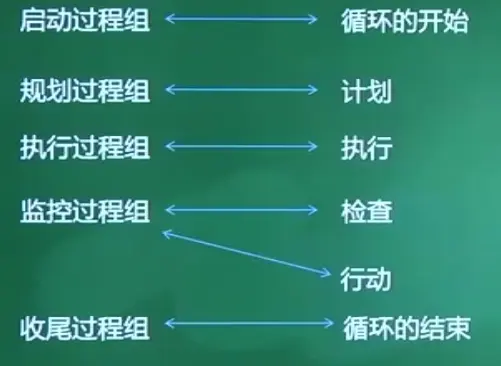 启动过程组 循环的开始
规划过程组 计划
执行过程组 执行
监控过程组 检查
行动
收尾过程组 循环的结束